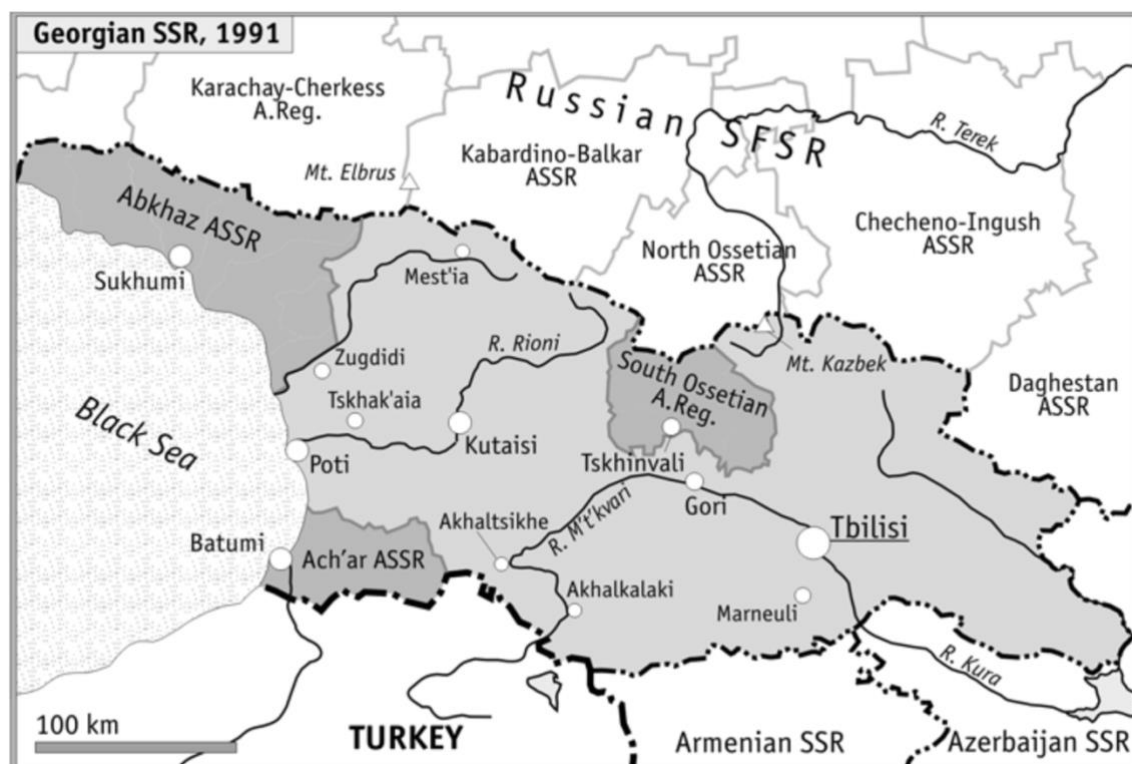 Georgian SSR, 1991
Karachay-Cherkess
A.Reg.
Russian SFSR
R. Terek
Kabardino-Balkar
ASSR
Mt. Elbrus
Abkhaz ASSR
Checheno-Ingush
ASSR
North Ossetian
ASSR
Sukhumi
Mest'ia
R. Rioni
Zugdidi
Mt. Kazbek
South Ossetian
A.Reg.
Daghestan
ASSR
Tskhak'aia
Black Sea
Kutaisi
Poti
Tskhinvali
Gori
R. M't'kvari
Akhaltsikhe
Tbilisi
Batumi
Ach'ar ASSR
Akhalkalaki
Marneuli
R. Kura
100 km
TURKEY
Armenian SSR
Azerbaijan SSR